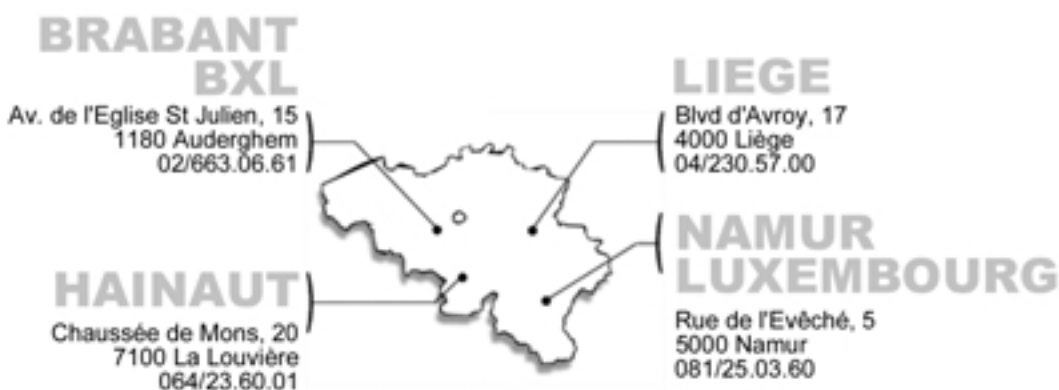 BRABANT
BXL
Av. de l'Eglise St Julien, 15
1180 Auderghem
02/663.06.61
LIEGE
Blvd d'Avroy, 17
4000 Liège
04/230.57.00
HAINAUT
Chaussée de Mons, 20
7100 La Louvière
064/23.60.01
NAMUR
LUXEMBOURG
Rue de l'Evêché, 5
5000 Namur
081/25.03.60